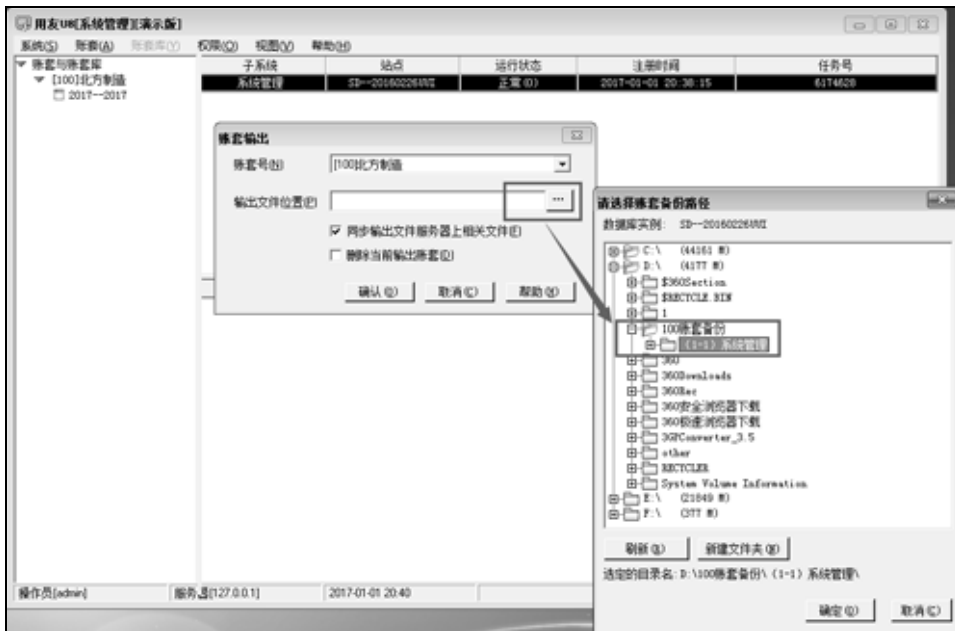 用友U8[系统管理][演示版]
系统(S) 账套(A) 账套库(Y) 权限(O) 视图(V) 帮助(H)
账套与账套库
[100]北方制造
2017--2017
子系统 站点 运行状态 注册时间 任务号
系统管理 SD--20160226VUI 正常(0) 2017-01-01 20:38:15 6174628
账套输出
账套号(N) [100]北方制造
输出文件位置(P) ...
同步输出文件服务器上相关文件(F)
删除当前输出账套(D)
确认(O) 取消(C) 帮助(H)
请选择账套备份路径
数据库实例: SD--20160226VUI
C:\ (44161 M)
D:\ (4177 M)
$360Section
$RECYCLE.BIN
1
100账套备份
(1-1) 系统管理
360
360Downloads
360Rec
360安全浏览器下载
360极速浏览器下载
3GPConverter_3.5
other
RECYCLER
System Volume Information
E:\ (21849 M)
F:\ (377 M)
刷新(R) 新建文件夹(M)
选定的目录名: D:\100账套备份\(1-1) 系统管理\
确定(O) 取消(C)
操作员[admin] 服务器[127.0.0.1] 2017-01-01 20:40